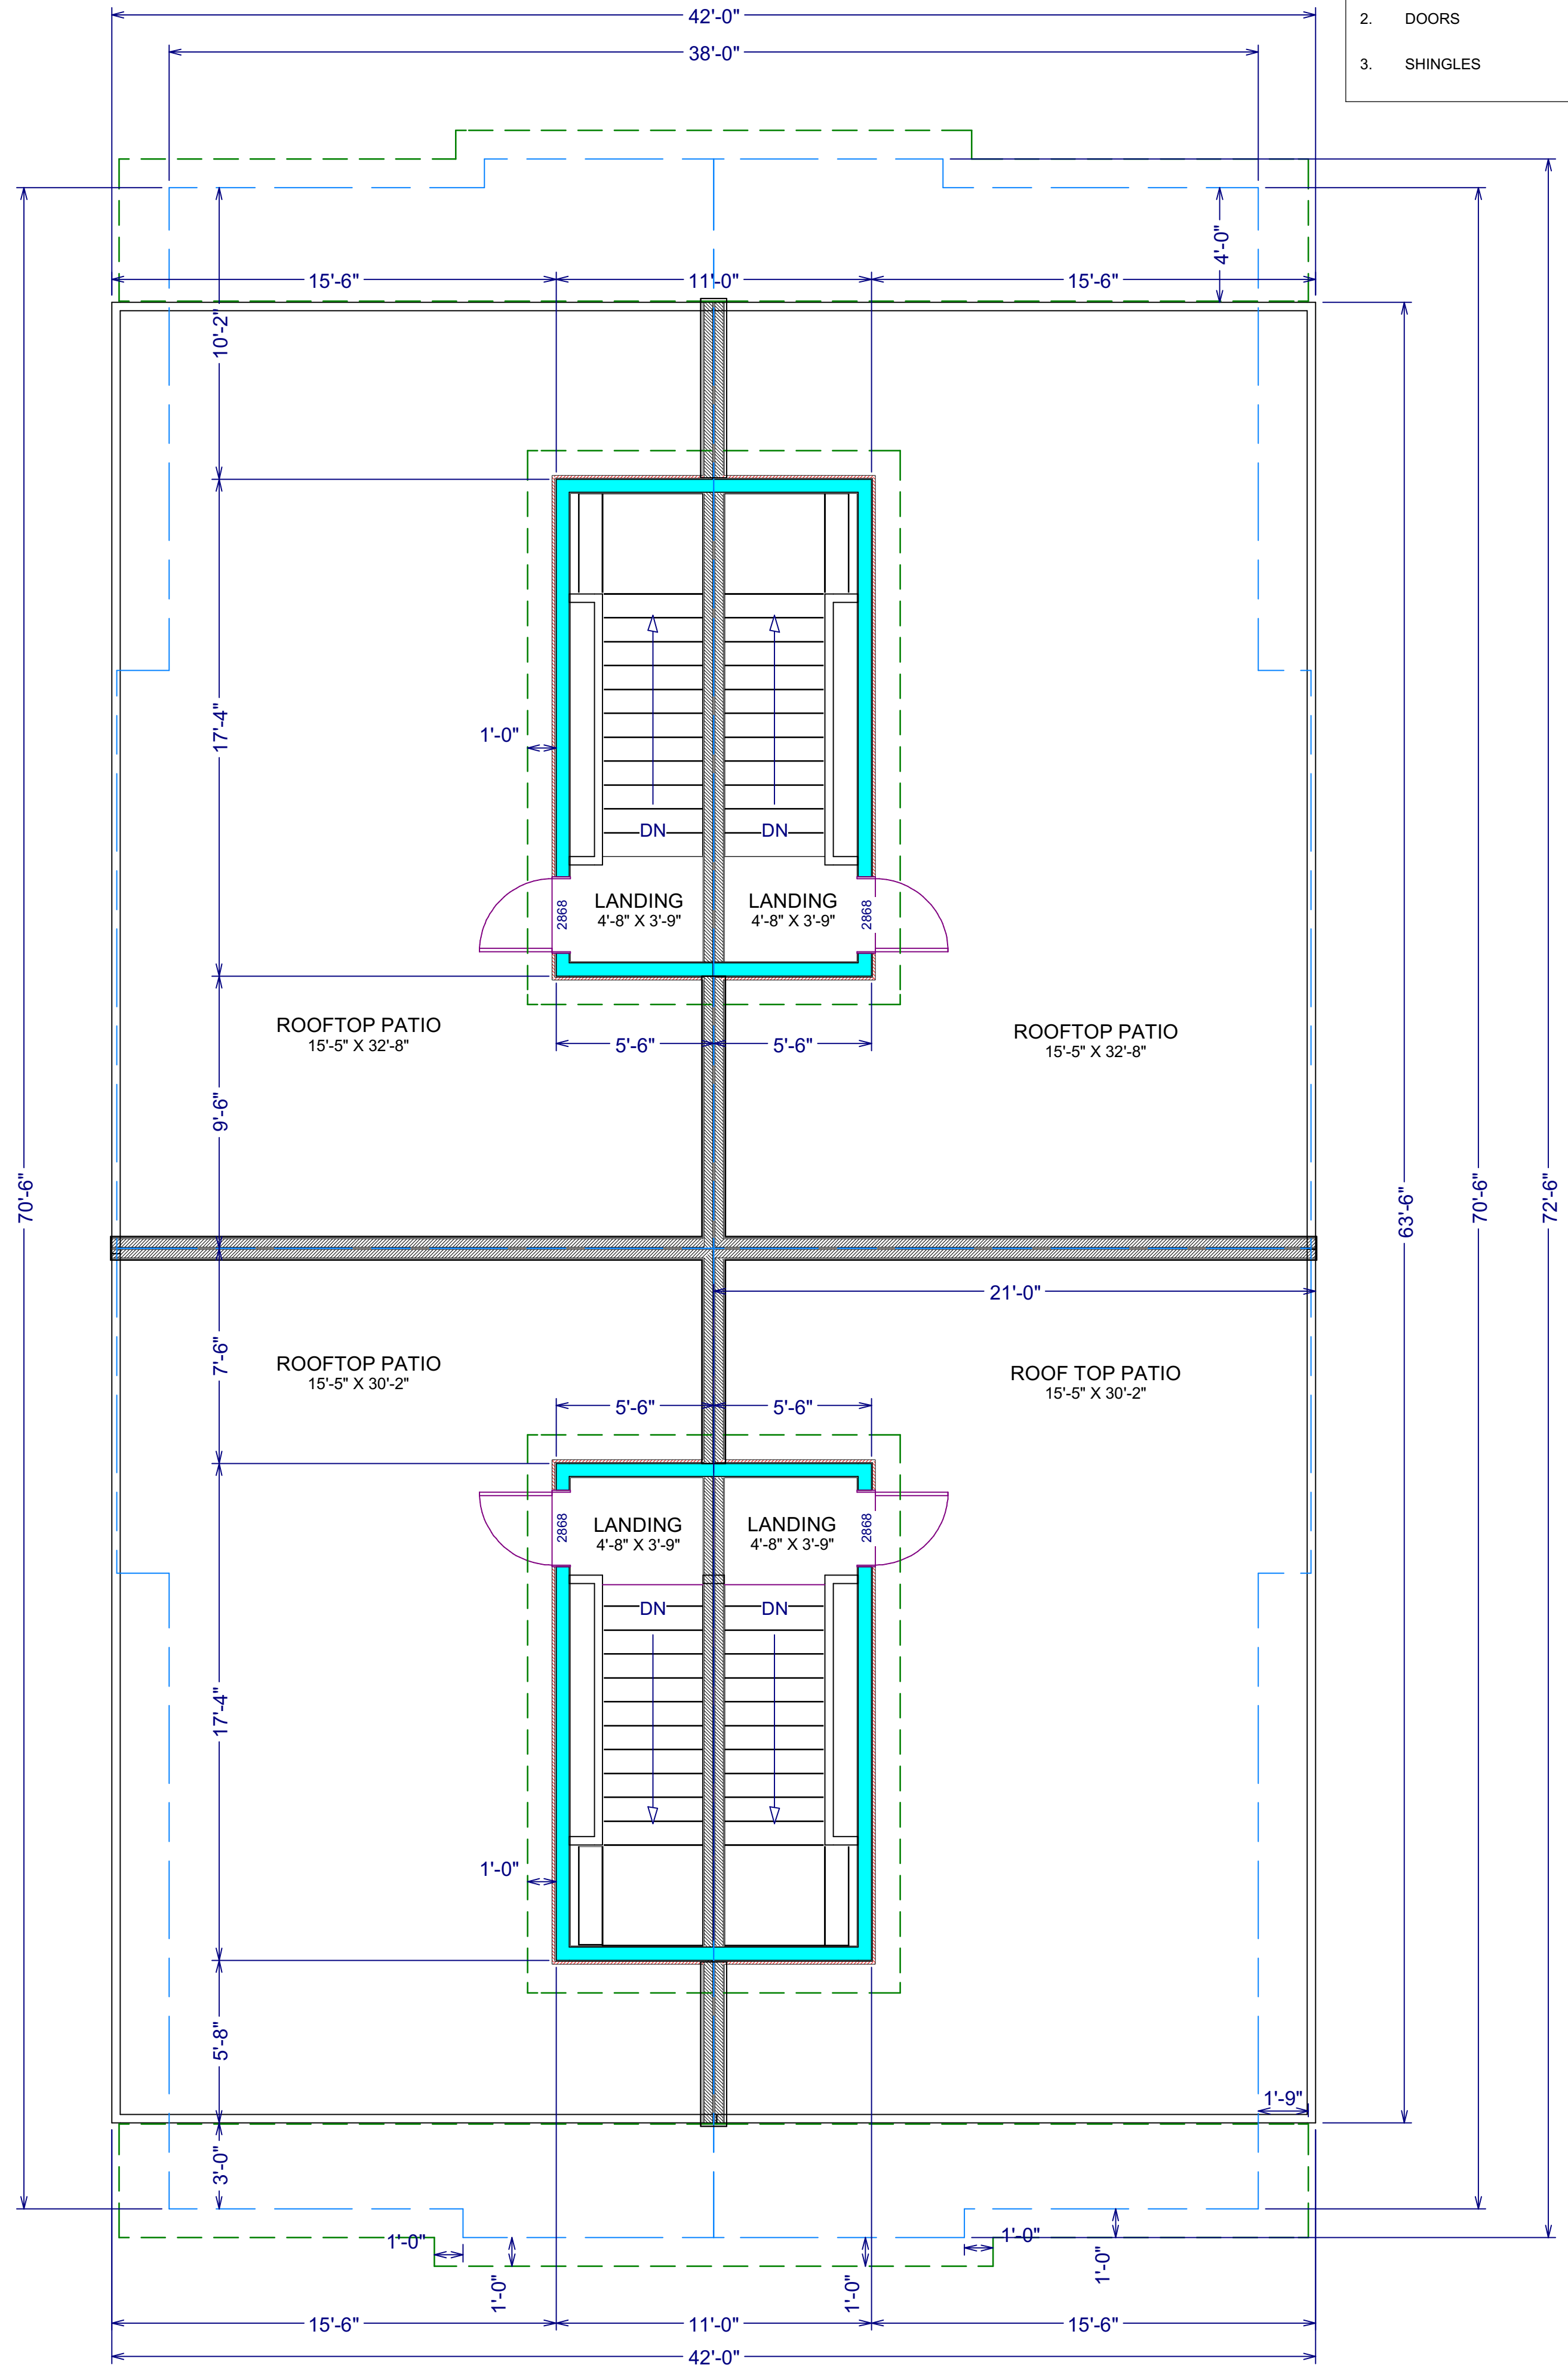 42'-0"
2. DOORS
38'-0"
3. SHINGLES
4'-0"
15'-6" 11'-0" 15'-6"
10'-2"
17'-4"
1'-0"
DN DN
LANDING
4'-8" X 3'-9"
LANDING
4'-8" X 3'-9"
2868 2868
ROOFTOP PATIO
15'-5" X 32'-8"
ROOFTOP PATIO
15'-5" X 32'-8"
5'-6" 5'-6"
9'-6"
70'-6"
63'-6"
70'-6"
72'-6"
21'-0"
7'-6"
ROOFTOP PATIO
15'-5" X 30'-2"
ROOF TOP PATIO
15'-5" X 30'-2"
5'-6" 5'-6"
2868 2868
LANDING
4'-8" X 3'-9"
LANDING
4'-8" X 3'-9"
DN DN
17'-4"
1'-0"
5'-8"
1'-9"
3'-0"
1'-0" 1'-0"
1'-0"
1'-0" 1'-0"
15'-6" 11'-0" 15'-6"
42'-0"